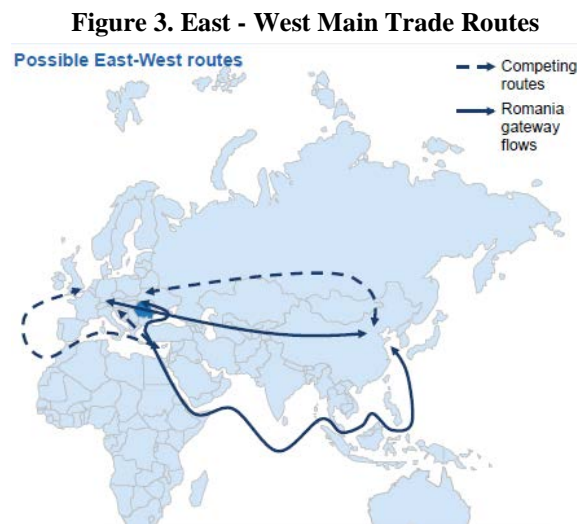 Figure 3. East - West Main Trade Routes
Possible East-West routes
Competing
routes
Romania
gateway
flows